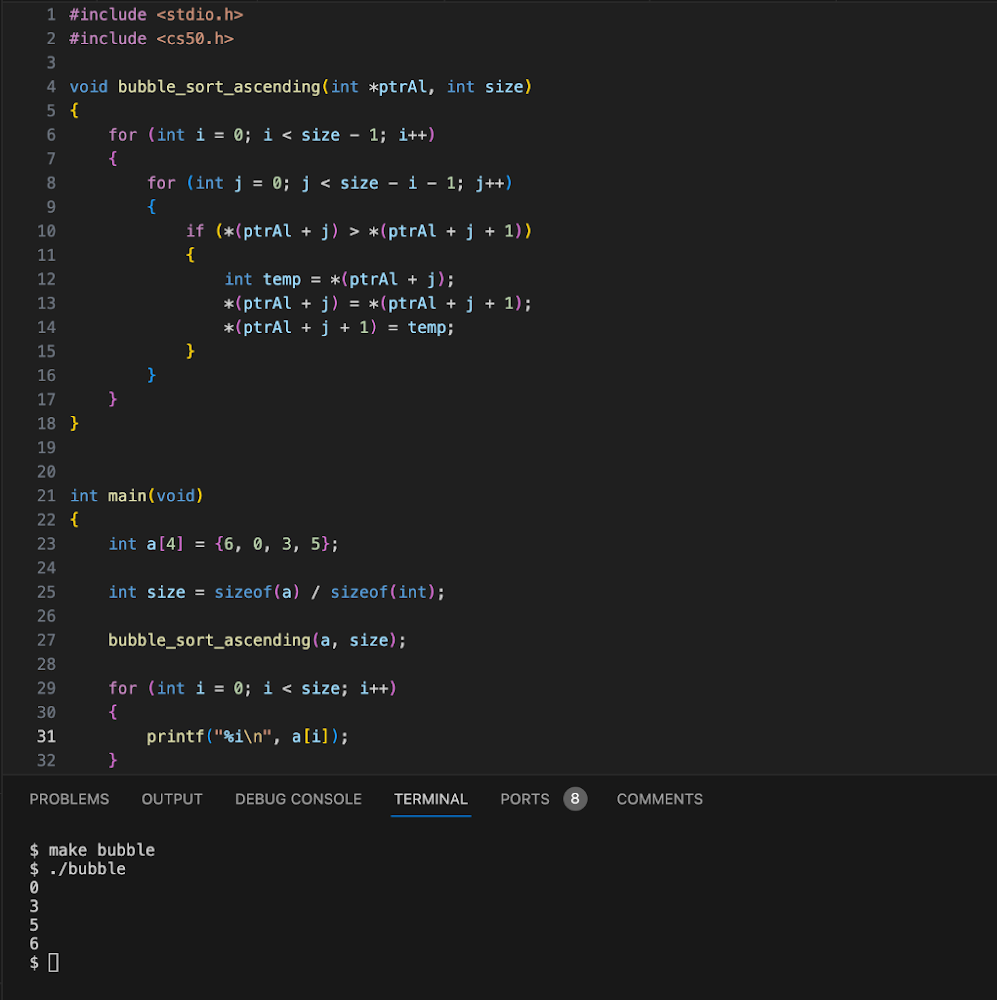 1 #include <stdio.h>
2 #include <cs50.h>
3
4 void bubble_sort_ascending(int *ptrAl, int size)
5 {
6     for (int i = 0; i < size - 1; i++)
7     {
8         for (int j = 0; j < size - i - 1; j++)
9         {
10             if (*(ptrAl + j) > *(ptrAl + j + 1))
11             {
12                 int temp = *(ptrAl + j);
13                 *(ptrAl + j) = *(ptrAl + j + 1);
14                 *(ptrAl + j + 1) = temp;
15             }
16         }
17     }
18 }
19
20
21 int main(void)
22 {
23     int a[4] = {6, 0, 3, 5};
24
25     int size = sizeof(a) / sizeof(int);
26
27     bubble_sort_ascending(a, size);
28
29     for (int i = 0; i < size; i++)
30     {
31         printf("%i\n", a[i]);
32     }
PROBLEMS OUTPUT DEBUG CONSOLE TERMINAL PORTS 8 COMMENTS
$ make bubble
$ ./bubble
0
3
5
6
$